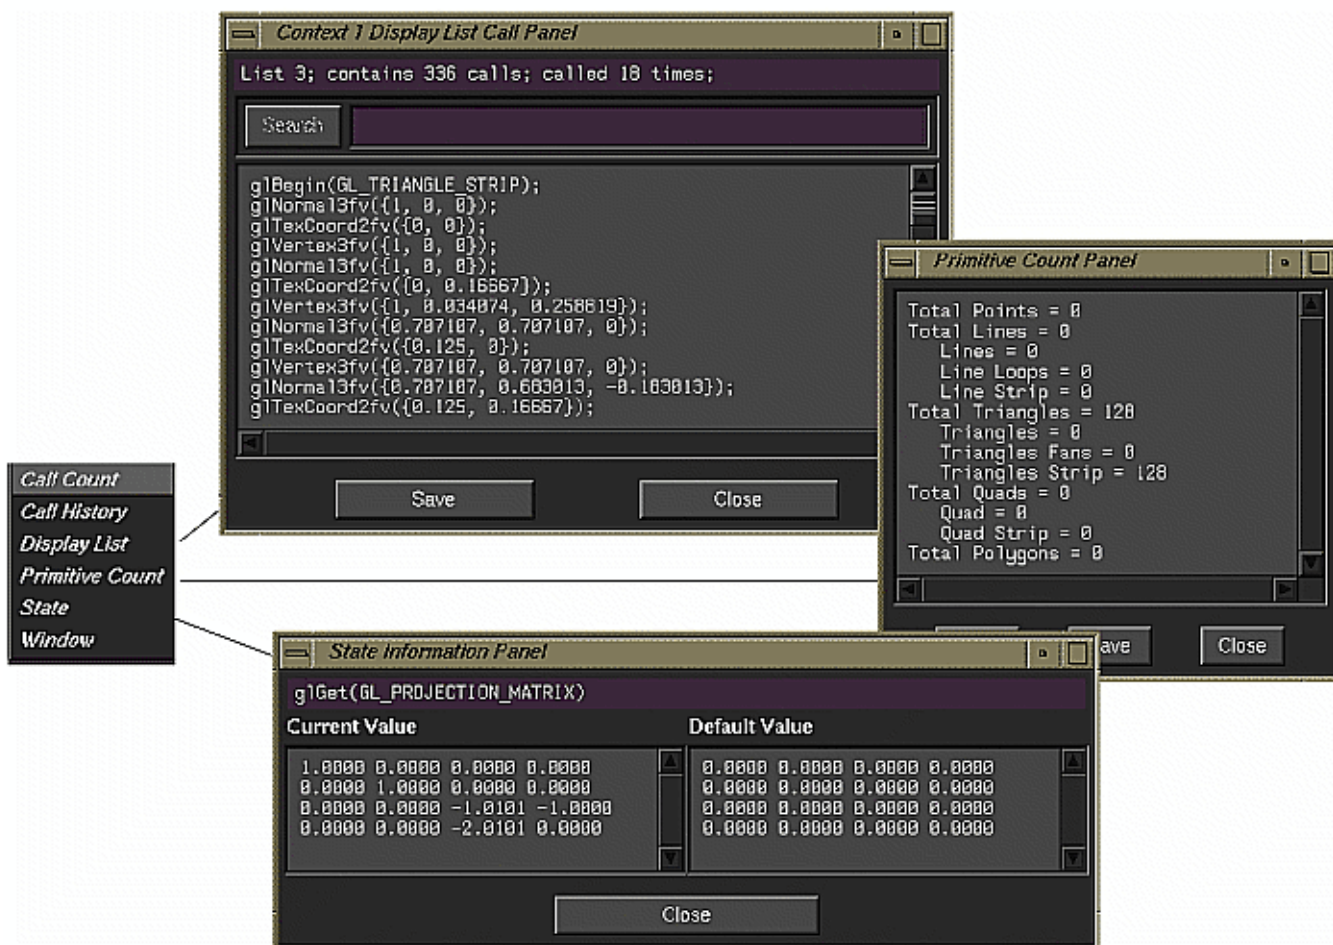 Context 1 Display List Call Panel
List 3; contains 336 calls; called 18 times;
Search
glBegin(GL_TRIANGLE_STRIP);
glNormal3fv({1, 0, 0});
glTexCoord2fv({0, 0});
glVertex3fv({1, 0, 0});
glNormal3fv({1, 0, 0});
glTexCoord2fv({0, 0.16667});
glVertex3fv({1, 0.034074, 0.258819});
glNormal3fv({0.707107, 0.707107, 0});
glTexCoord2fv({0.125, 0});
glVertex3fv({0.707107, 0.707107, 0});
glNormal3fv({0.707107, 0.683013, -0.183013});
glTexCoord2fv({0.125, 0.16667});
Save
Close
Primitive Count Panel
Total Points = 0
Total Lines = 0
Lines = 0
Line Loops = 0
Line Strip = 0
Total Triangles = 128
Triangles = 0
Triangles Fans = 0
Triangles Strip = 128
Total Quads = 0
Quad = 0
Quad Strip = 0
Total Polygons = 0
ave
Close
Call Count
Call History
Display List
Primitive Count
State
Window
State Information Panel
glGet(GL_PROJECTION_MATRIX)
Current Value
1.0000 0.0000 0.0000 0.0000
0.0000 1.0000 0.0000 0.0000
0.0000 0.0000 -1.0101 -1.0000
0.0000 0.0000 -2.0101 0.0000
Default Value
0.0000 0.0000 0.0000 0.0000
0.0000 0.0000 0.0000 0.0000
0.0000 0.0000 0.0000 0.0000
0.0000 0.0000 0.0000 0.0000
Close